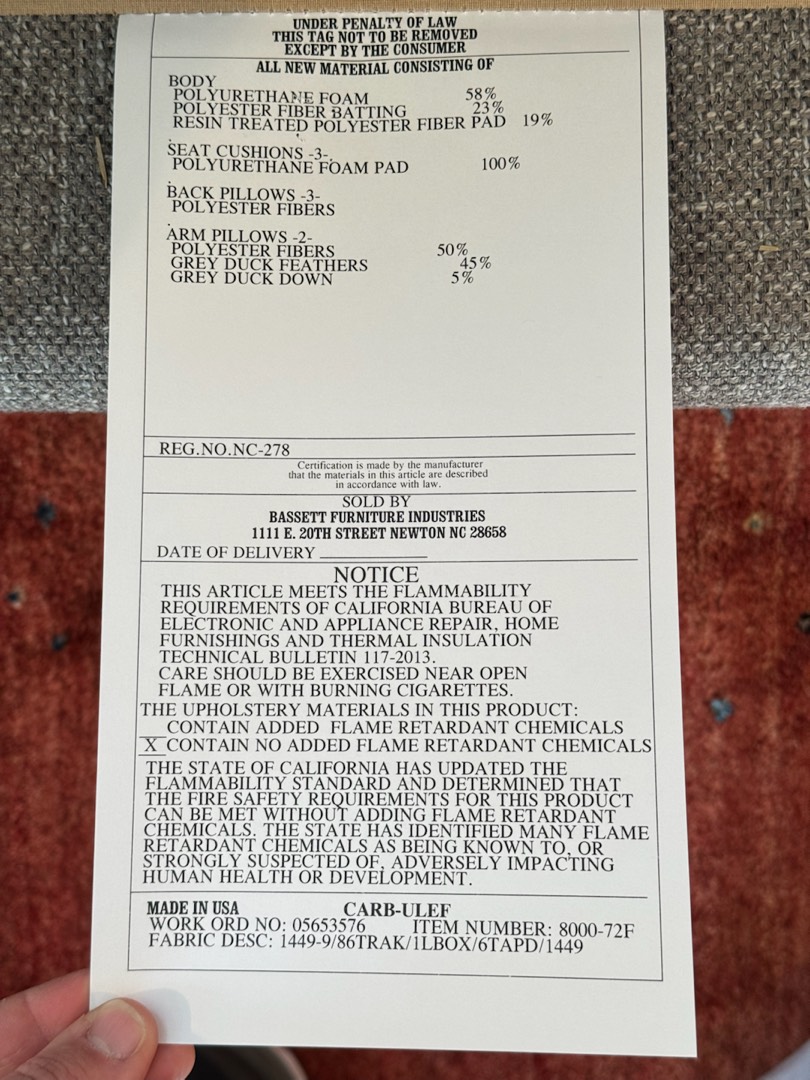 UNDER PENALTY OF LAW
THIS TAG NOT TO BE REMOVED
EXCEPT BY THE CONSUMER
ALL NEW MATERIAL CONSISTING OF
BODY
POLYURETHANE FOAM 58%
POLYESTER FIBER BATTING 23%
RESIN TREATED POLYESTER FIBER PAD 19%
SEAT CUSHIONS -3-
POLYURETHANE FOAM PAD 100%
BACK PILLOWS -3-
POLYESTER FIBERS
ARM PILLOWS -2-
POLYESTER FIBERS 50%
GREY DUCK FEATHERS 45%
GREY DUCK DOWN 5%
REG.NO.NC-278
Certification is made by the manufacturer
that the materials in this article are described
in accordance with law.
SOLD BY
BASSETT FURNITURE INDUSTRIES
1111 E. 20TH STREET NEWTON NC 28658
DATE OF DELIVERY ____________
NOTICE
THIS ARTICLE MEETS THE FLAMMABILITY
REQUIREMENTS OF CALIFORNIA BUREAU OF
ELECTRONIC AND APPLIANCE REPAIR, HOME
FURNISHINGS AND THERMAL INSULATION
TECHNICAL BULLETIN 117-2013.
CARE SHOULD BE EXERCISED NEAR OPEN
FLAME OR WITH BURNING CIGARETTES.
THE UPHOLSTERY MATERIALS IN THIS PRODUCT:
CONTAIN ADDED FLAME RETARDANT CHEMICALS
X CONTAIN NO ADDED FLAME RETARDANT CHEMICALS
THE STATE OF CALIFORNIA HAS UPDATED THE
FLAMMABILITY STANDARD AND DETERMINED THAT
THE FIRE SAFETY REQUIREMENTS FOR THIS PRODUCT
CAN BE MET WITHOUT ADDING FLAME RETARDANT
CHEMICALS. THE STATE HAS IDENTIFIED MANY FLAME
RETARDANT CHEMICALS AS BEING KNOWN TO, OR
STRONGLY SUSPECTED OF, ADVERSELY IMPACTING
HUMAN HEALTH OR DEVELOPMENT.
MADE IN USA CARB-ULEF
WORK ORD NO: 05653576 ITEM NUMBER: 8000-72F
FABRIC DESC: 1449-9/86TRAK/1LBOX/6TAPD/1449